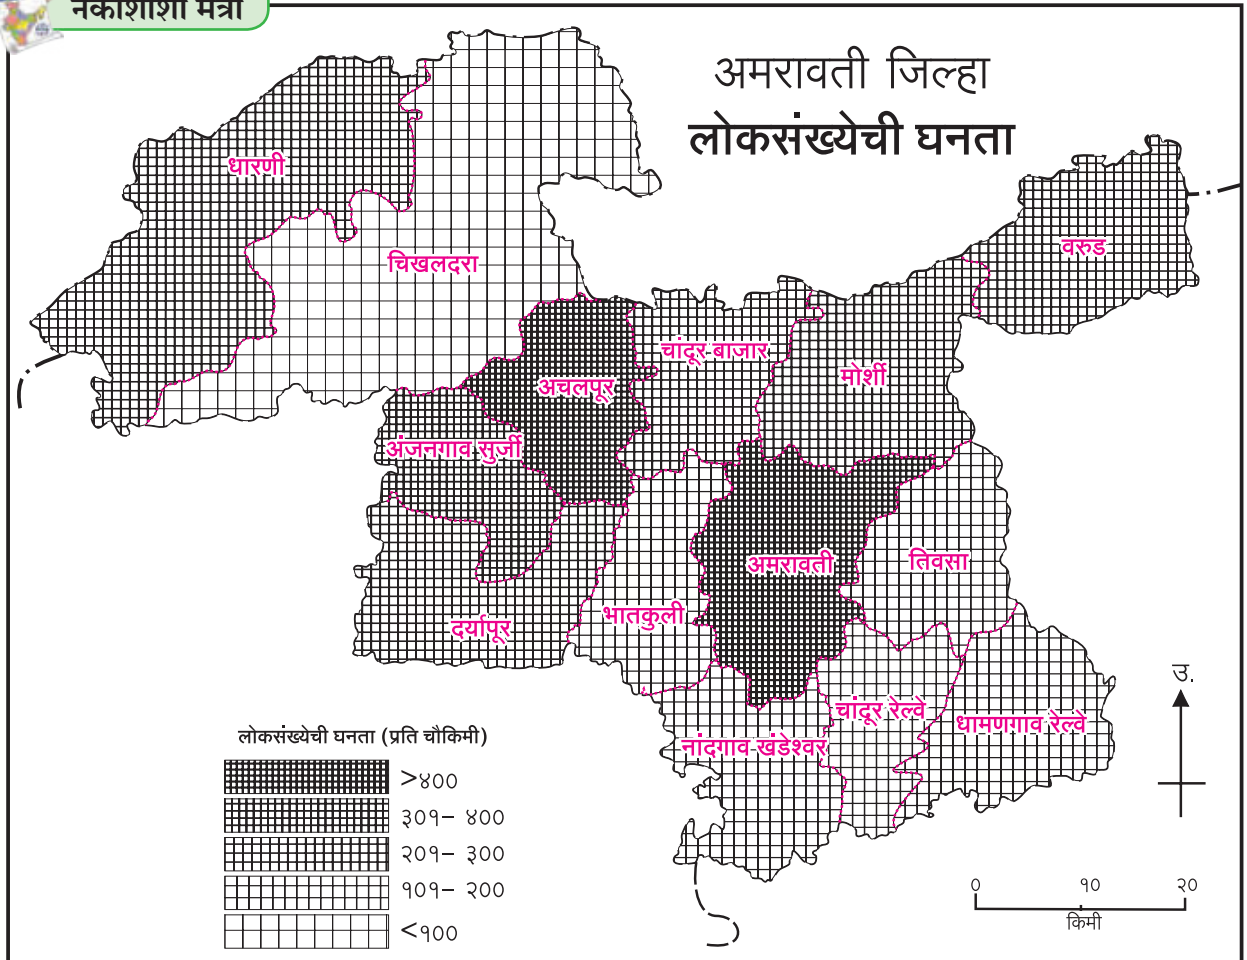 नकाशाशी मैत्री
अमरावती जिल्हा
लोकसंख्येची घनता
धारणी
वरुड
चिखलदरा
चांदूर बाजार
मोर्शी
अचलपूर
अंजनगाव सुर्जी
अमरावती
तिवसा
भातकुली
दर्यापूर
चांदूर रेल्वे
धामणगाव रेल्वे
नांदगाव खंडेश्वर
उ.
लोकसंख्येची घनता (प्रति चौकिमी)
>४००
३०१– ४००
२०१– ३००
१०१– २००
<१००
० १० २०
किमी